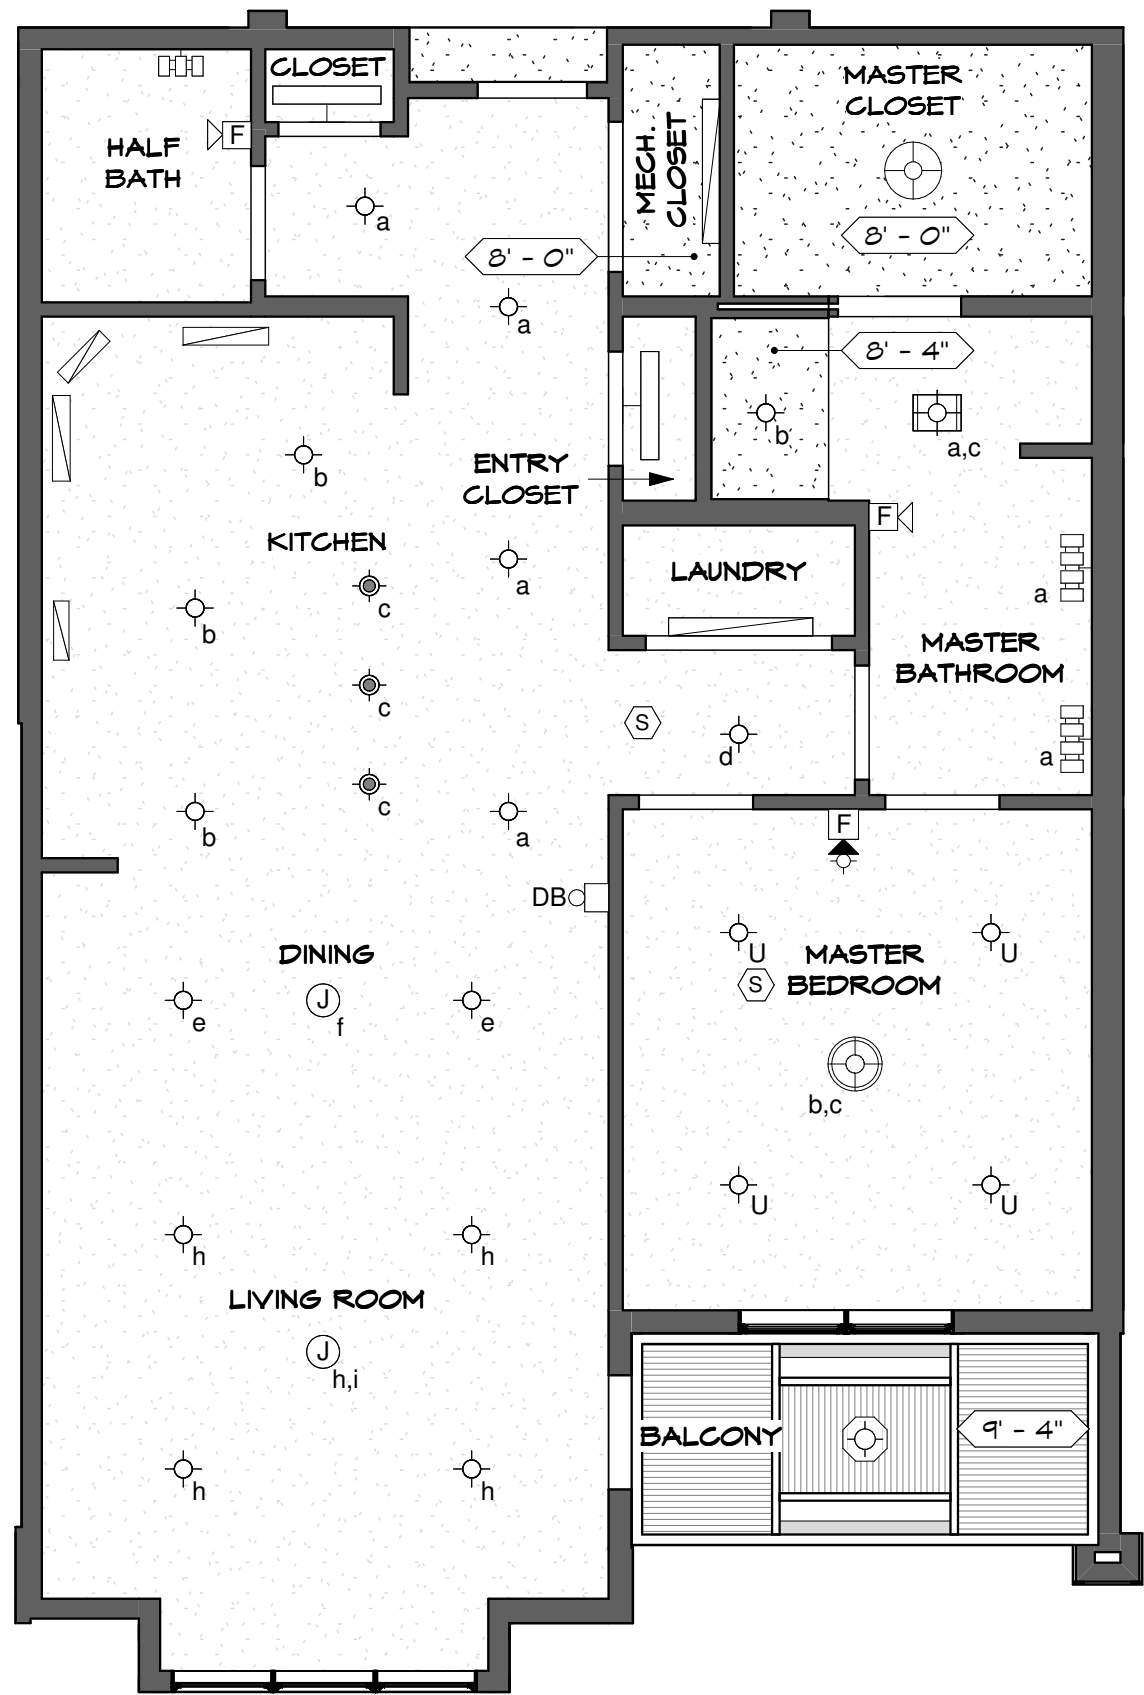 CLOSET
MASTER
CLOSET
HALF
BATH
F
MECH.
CLOSET
a
8' - 0"
8' - 0"
a
8' - 4"
b
a,c
b
ENTRY
CLOSET
F
KITCHEN
a
LAUNDRY
c
a
b
MASTER
BATHROOM
c
S
d
a
c
b
a
F
DB
DINING
U
MASTER
BEDROOM
U
S
e
J
f
e
b,c
U
U
h
h
LIVING ROOM
J
h,i
BALCONY
9' - 4"
h
h